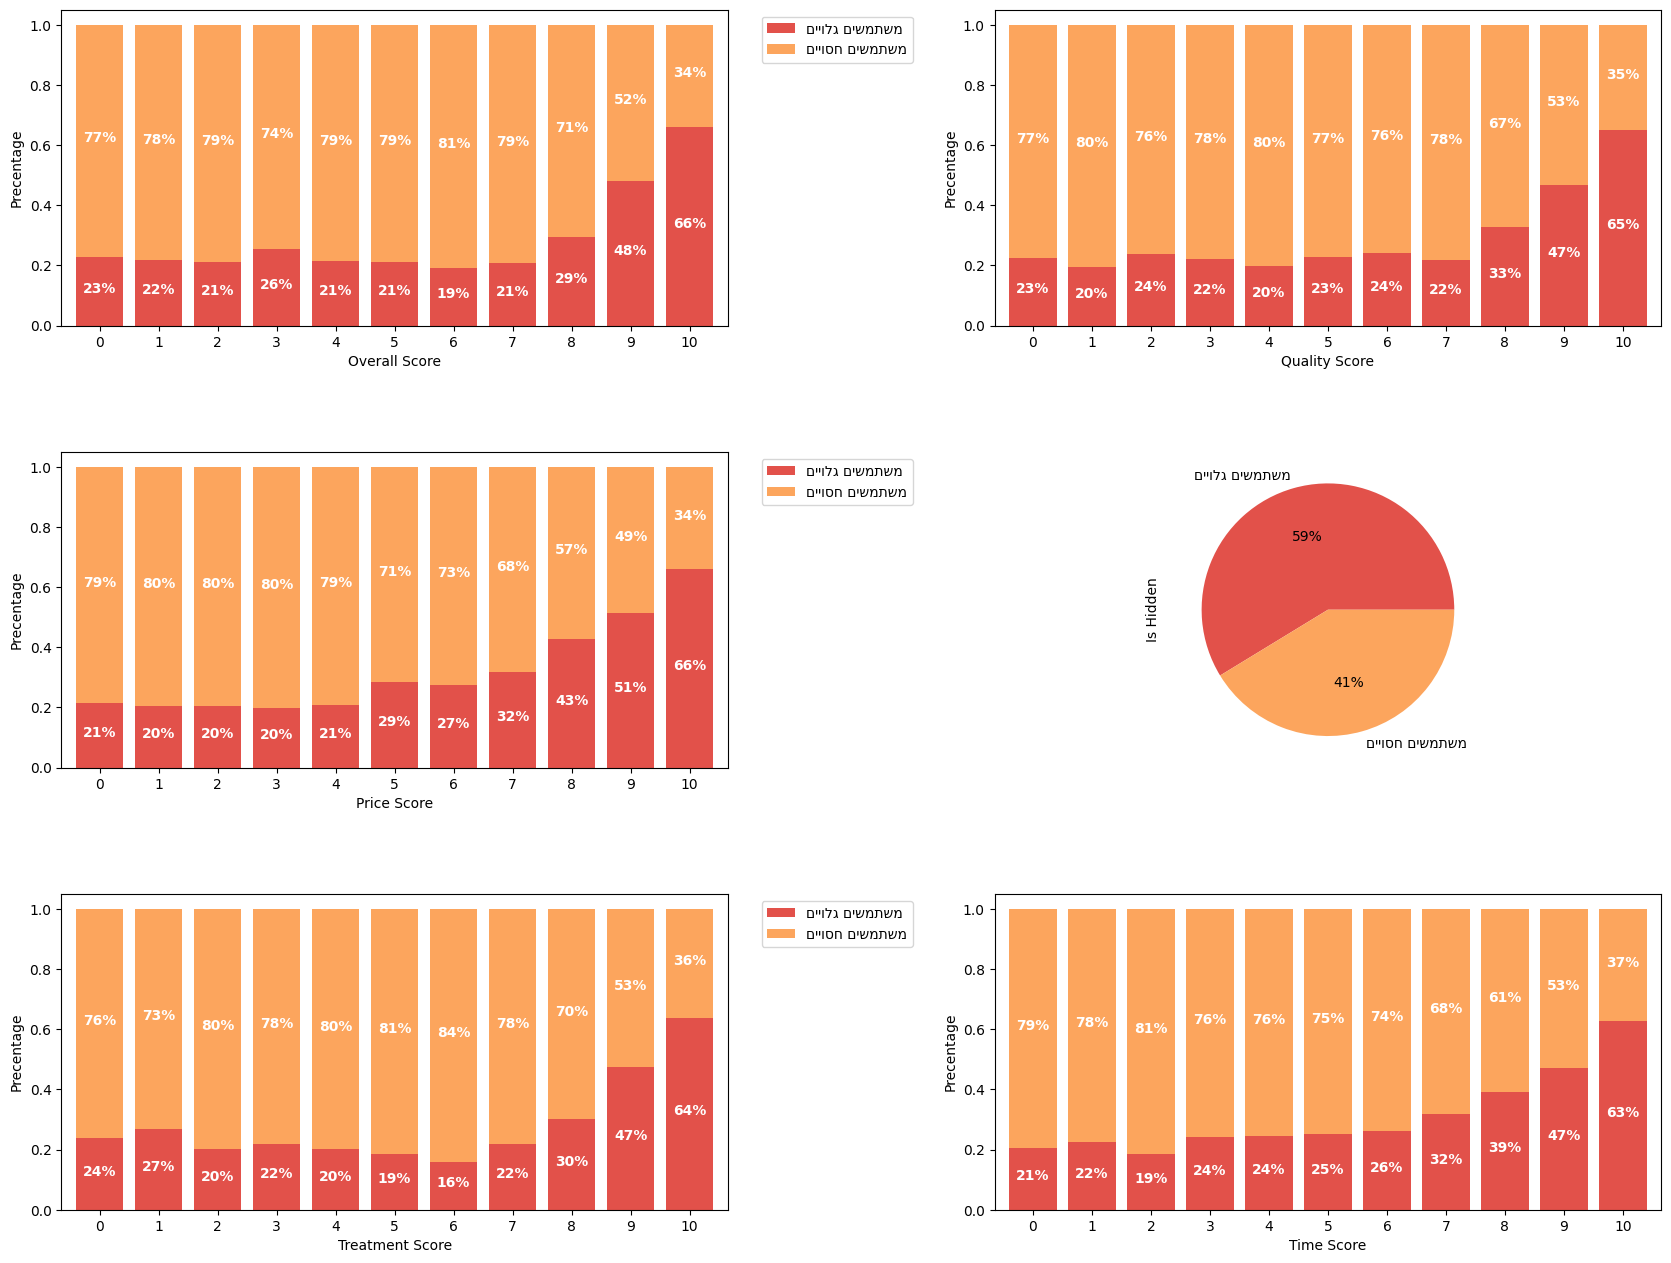 1.0
0.8
0.6
0.4
0.2
0.0
Precentage
77% 78% 79% 74% 79% 79% 81% 79% 71% 52% 34%
23% 22% 21% 26% 21% 21% 19% 21% 29% 48% 66%
0 1 2 3 4 5 6 7 8 9 10
Overall Score
משתמשים גלויים
משתמשים חסויים
1.0
0.8
0.6
0.4
0.2
0.0
Precentage
77% 80% 76% 78% 80% 77% 76% 78% 67% 53% 35%
23% 20% 24% 22% 20% 23% 24% 22% 33% 47% 65%
0 1 2 3 4 5 6 7 8 9 10
Quality Score
1.0
0.8
0.6
0.4
0.2
0.0
Precentage
79% 80% 80% 80% 79% 71% 73% 68% 57% 49% 34%
21% 20% 20% 20% 21% 29% 27% 32% 43% 51% 66%
0 1 2 3 4 5 6 7 8 9 10
Price Score
משתמשים גלויים
משתמשים חסויים
משתמשים גלויים
59%
Is Hidden
41%
משתמשים חסויים
1.0
0.8
0.6
0.4
0.2
0.0
Precentage
76% 73% 80% 78% 80% 81% 84% 78% 70% 53% 36%
24% 27% 20% 22% 20% 19% 16% 22% 30% 47% 64%
0 1 2 3 4 5 6 7 8 9 10
Treatment Score
משתמשים גלויים
משתמשים חסויים
1.0
0.8
0.6
0.4
0.2
0.0
Precentage
79% 78% 81% 76% 76% 75% 74% 68% 61% 53% 37%
21% 22% 19% 24% 24% 25% 26% 32% 39% 47% 63%
0 1 2 3 4 5 6 7 8 9 10
Time Score